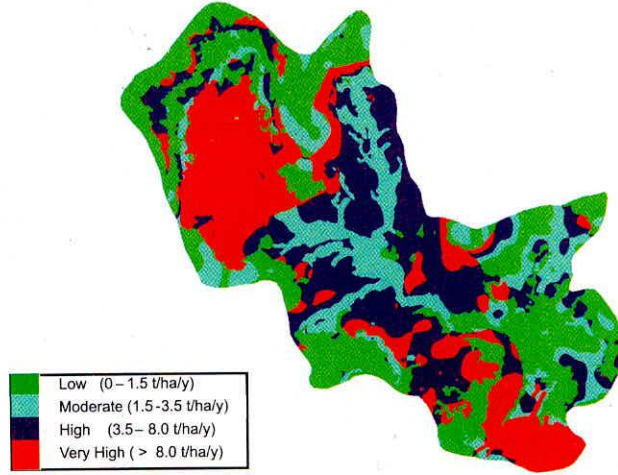 Low (0–1.5 t/ha/y)
Moderate (1.5-3.5 t/ha/y)
High (3.5– 8.0 t/ha/y)
Very High ( > 8.0 t/ha/y)